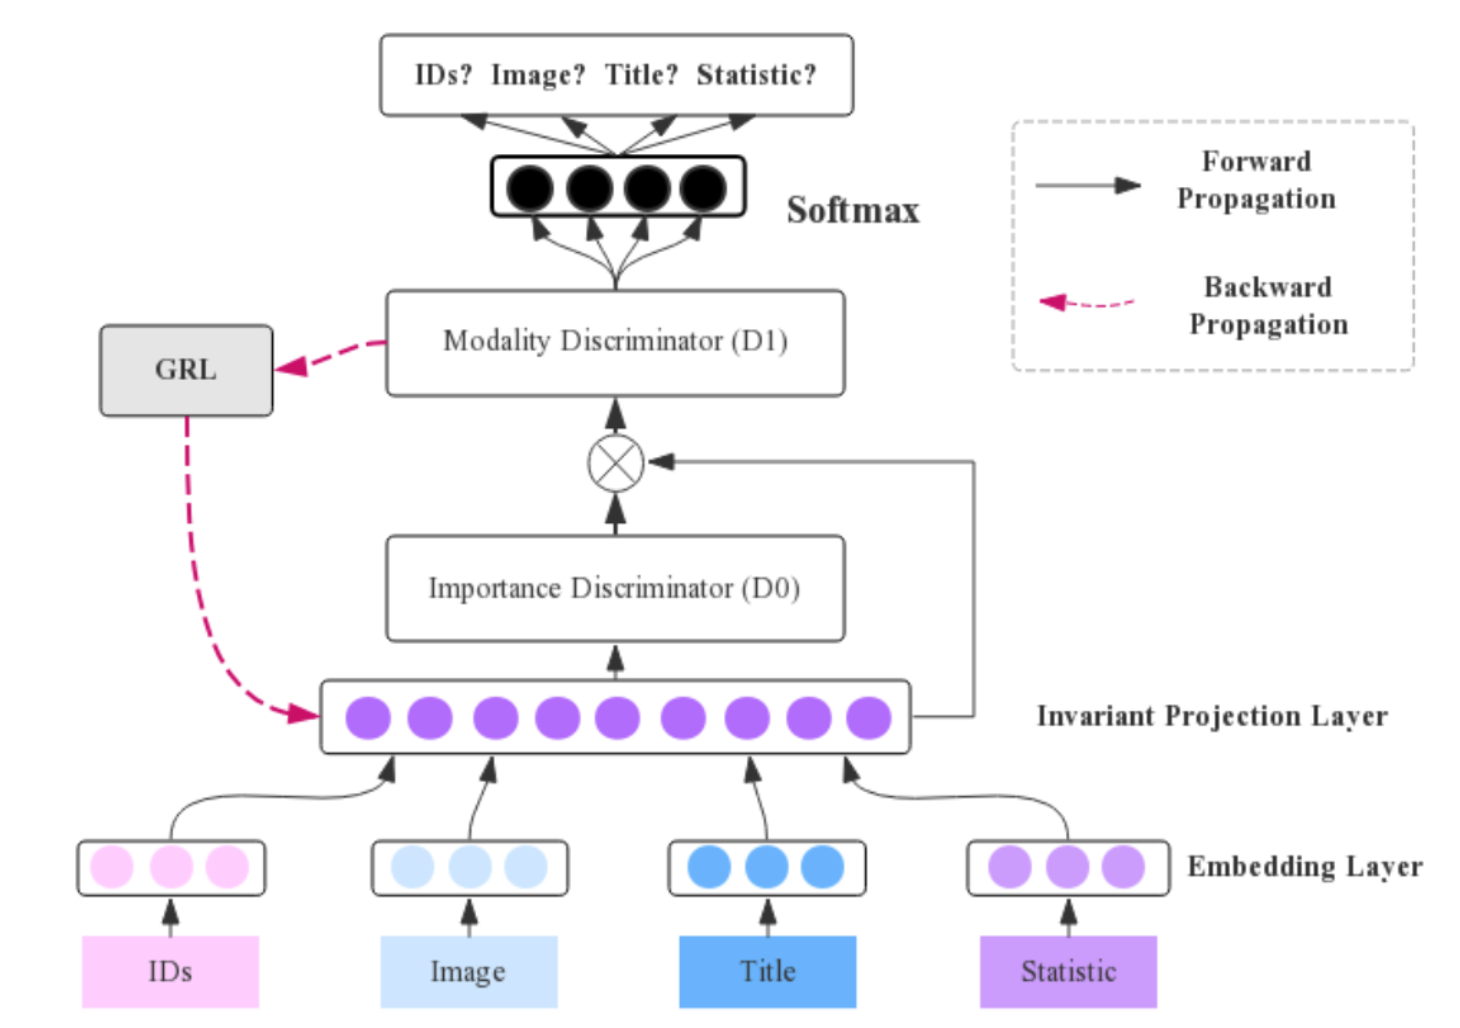 IDs? Image? Title? Statistic?
Softmax
Forward
Propagation
Backward
Propagation
Modality Discriminator (D1)
GRL
Importance Discriminator (D0)
Invariant Projection Layer
Embedding Layer
IDs
Image
Title
Statistic